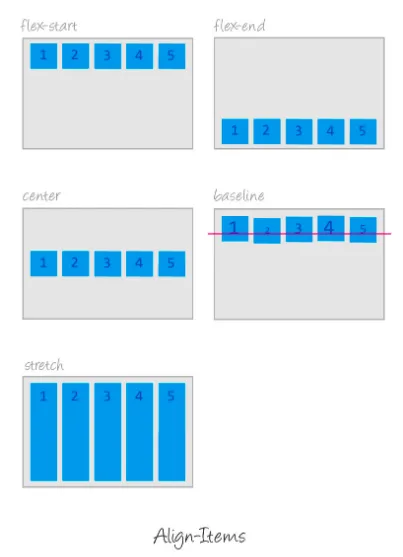 flex-start
1 2 3 4 5
flex-end
1 2 3 4 5
center
1 2 3 4 5
baseline
1 2 3 4 5
stretch
1 2 3 4 5
Align-Items